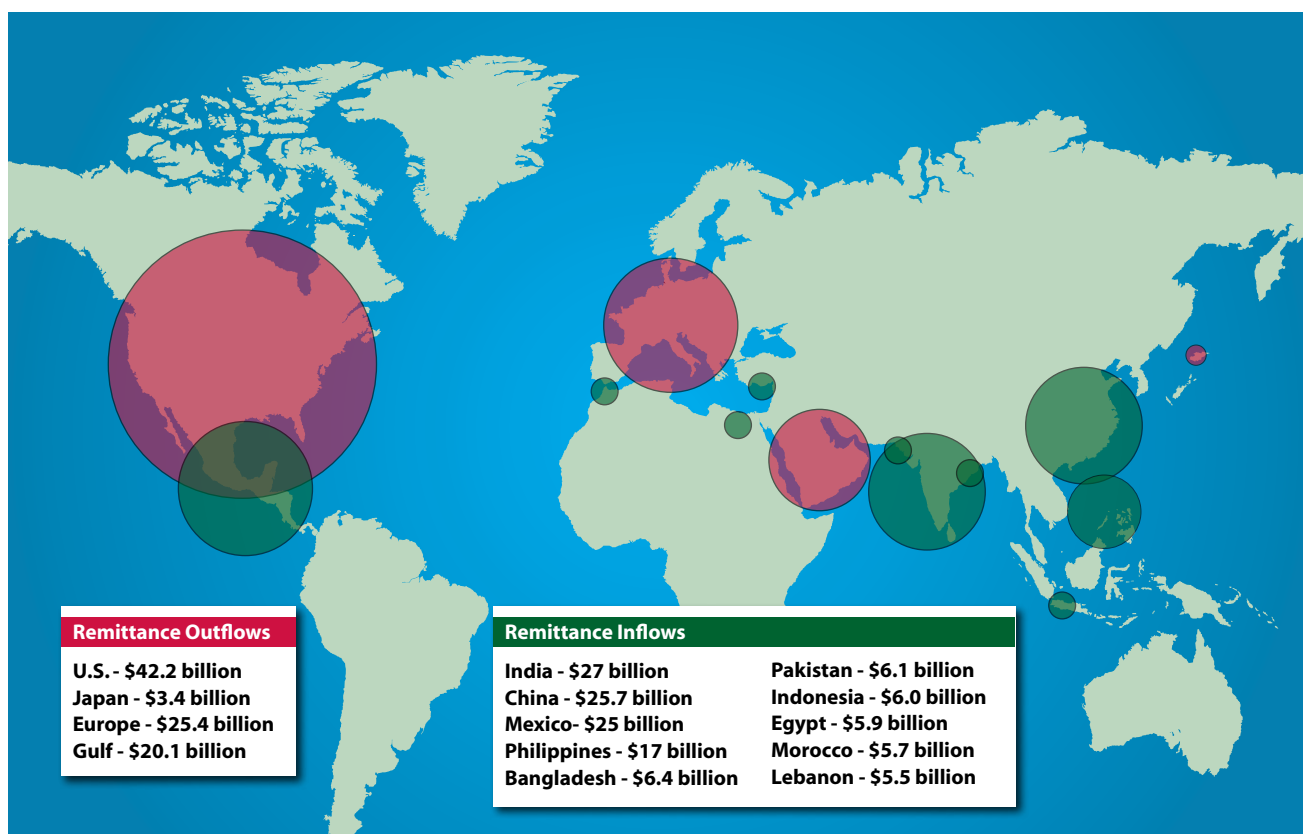 Remittance Outflows
U.S. - $42.2 billion
Japan - $3.4 billion
Europe - $25.4 billion
Gulf - $20.1 billion
Remittance Inflows
India - $27 billion
China - $25.7 billion
Mexico- $25 billion
Philippines - $17 billion
Bangladesh - $6.4 billion
Pakistan - $6.1 billion
Indonesia - $6.0 billion
Egypt - $5.9 billion
Morocco - $5.7 billion
Lebanon - $5.5 billion